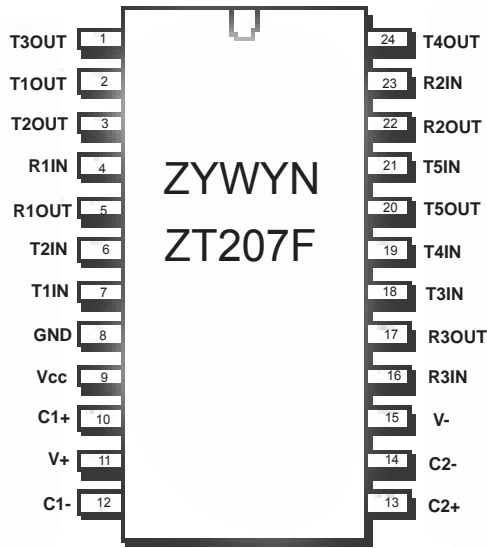 T3OUT 1 24 T4OUT
T1OUT 2 23 R2IN
T2OUT 3 22 R2OUT
R1IN 4 21 T5IN
R1OUT 5 20 T5OUT
T2IN 6 19 T4IN
T1IN 7 18 T3IN
GND 8 17 R3OUT
Vcc 9 16 R3IN
C1+ 10 15 V-
V+ 11 14 C2-
C1- 12 13 C2+
ZYWYN
ZT207F